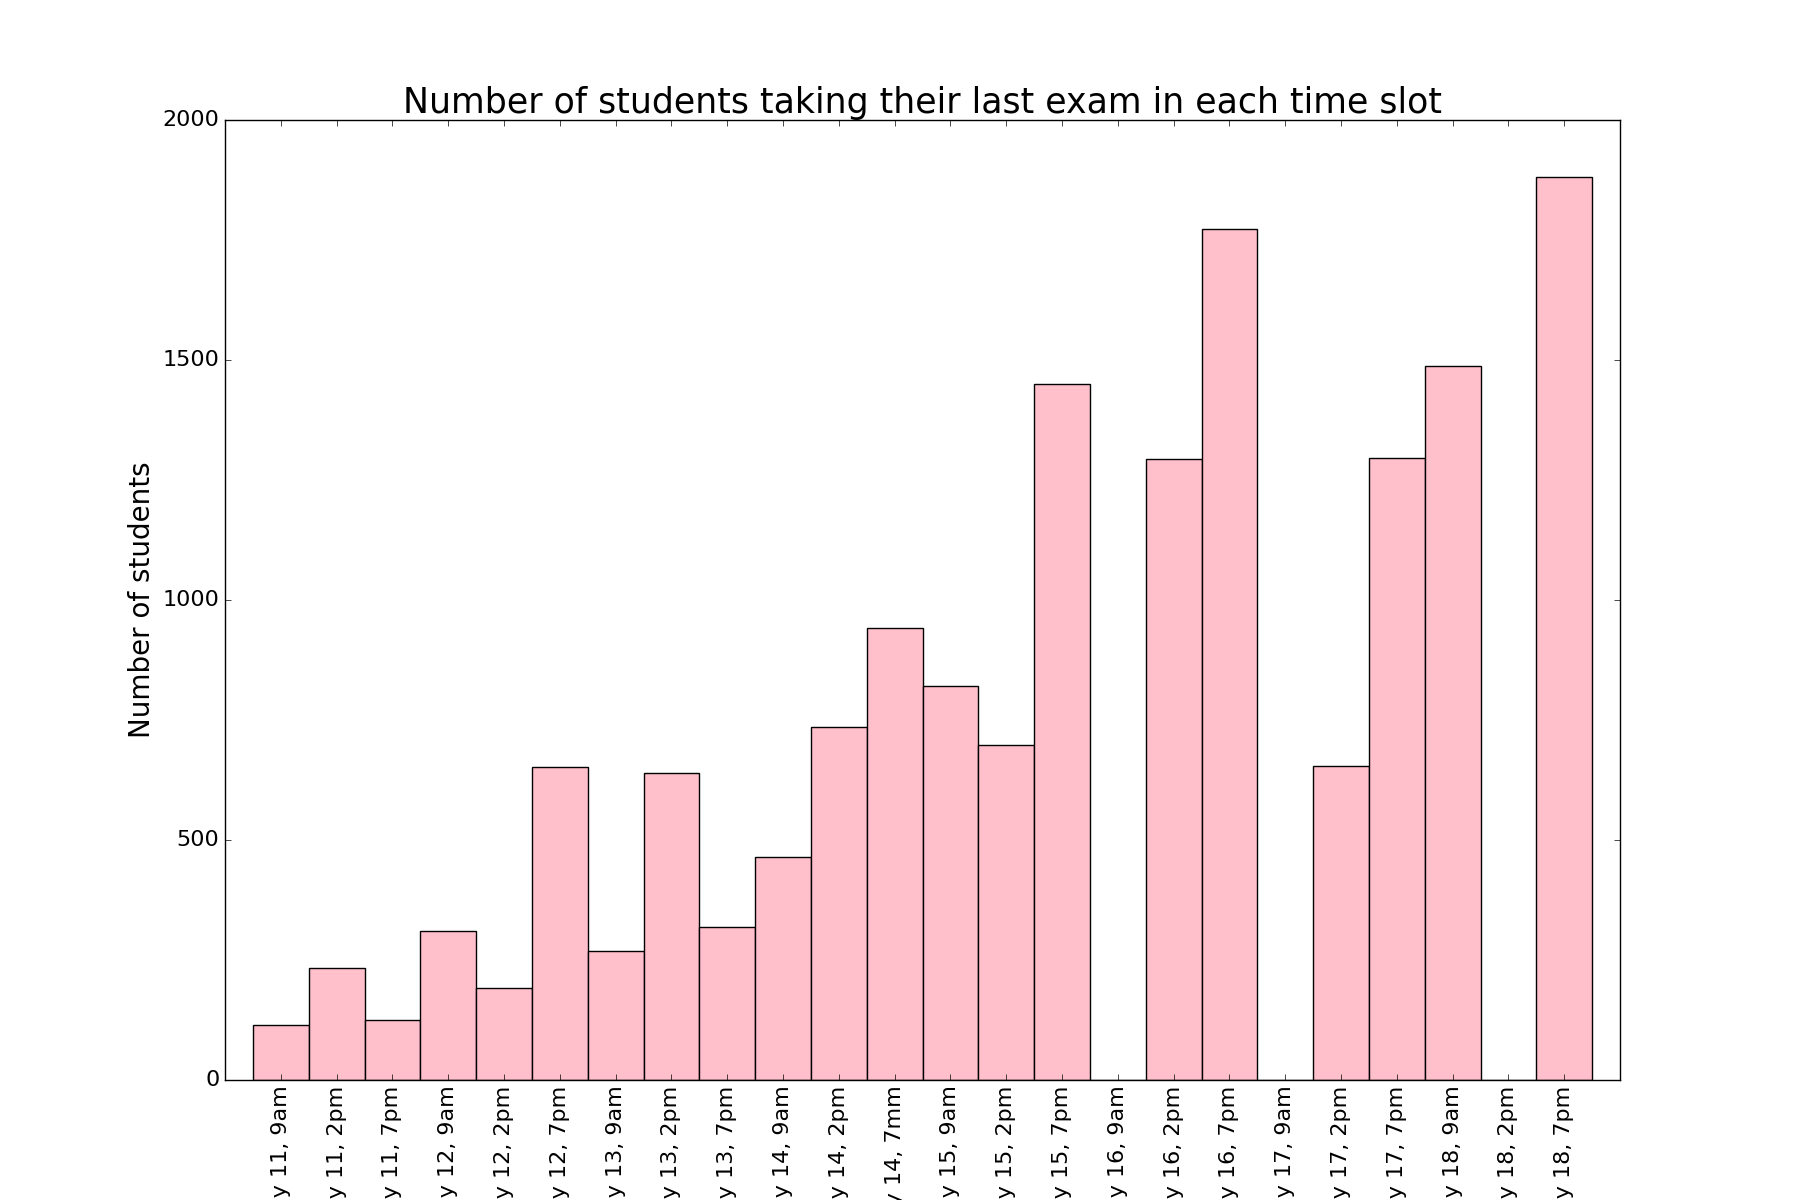 Number of students taking their last exam in each time slot
Number of students
2000
1500
1000
500
0
y 11, 9am
y 11, 2pm
y 11, 7pm
y 12, 9am
y 12, 2pm
y 12, 7pm
y 13, 9am
y 13, 2pm
y 13, 7pm
y 14, 9am
y 14, 2pm
y 14, 7mm
y 15, 9am
y 15, 2pm
y 15, 7pm
y 16, 9am
y 16, 2pm
y 16, 7pm
y 17, 9am
y 17, 2pm
y 17, 7pm
y 18, 9am
y 18, 2pm
y 18, 7pm